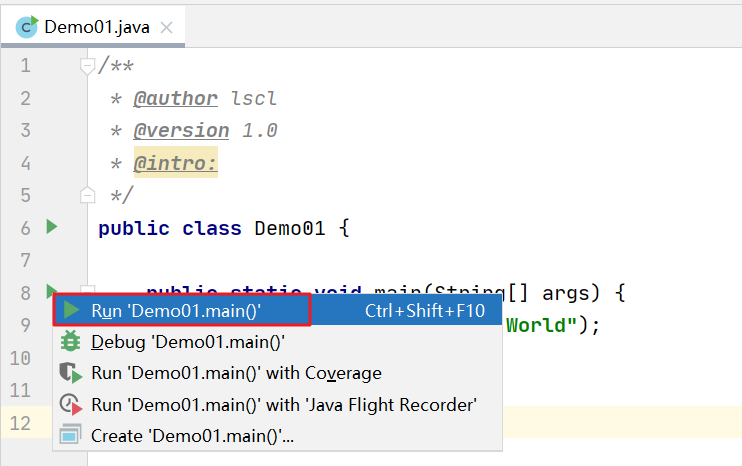 Demo01.java
1 /**
2 * @author lscl
3 * @version 1.0
4 * @intro:
5 */
6 public class Demo01 {
7
8 public static void main(String[] args) {
Run 'Demo01.main()' Ctrl+Shift+F10
9 World");
Debug 'Demo01.main()'
10
Run 'Demo01.main()' with Coverage
11
Run 'Demo01.main()' with 'Java Flight Recorder'
12
Create 'Demo01.main()'...